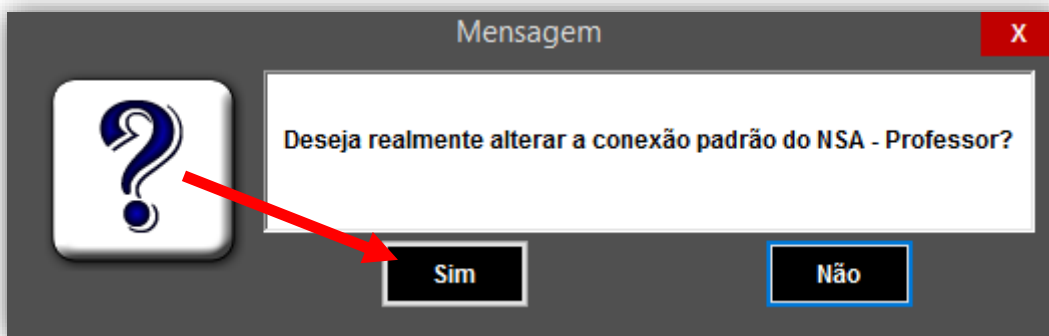 Mensagem
X
Deseja realmente alterar a conexão padrão do NSA - Professor?
Sim
Não